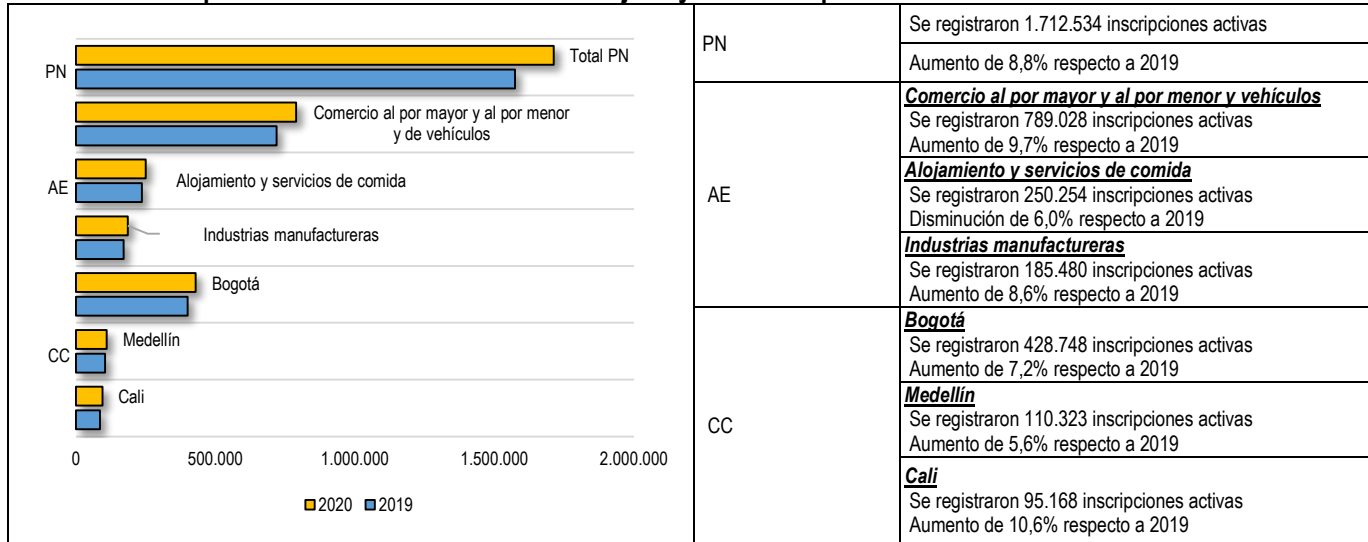 PN
Total PN
Comercio al por mayor y al por menor
y de vehículos
AE
Alojamiento y servicios de comida
Industrias manufactureras
Bogotá
CC
Medellín
Cali
0 500.000 1.000.000 1.500.000 2.000.000
2020 2019
PN
Se registraron 1.712.534 inscripciones activas
Aumento de 8,8% respecto a 2019
AE
Comercio al por mayor y al por menor y vehículos
Se registraron 789.028 inscripciones activas
Aumento de 9,7% respecto a 2019
Alojamiento y servicios de comida
Se registraron 250.254 inscripciones activas
Disminución de 6,0% respecto a 2019
Industrias manufactureras
Se registraron 185.480 inscripciones activas
Aumento de 8,6% respecto a 2019
CC
Bogotá
Se registraron 428.748 inscripciones activas
Aumento de 7,2% respecto a 2019
Medellín
Se registraron 110.323 inscripciones activas
Aumento de 5,6% respecto a 2019
Cali
Se registraron 95.168 inscripciones activas
Aumento de 10,6% respecto a 2019